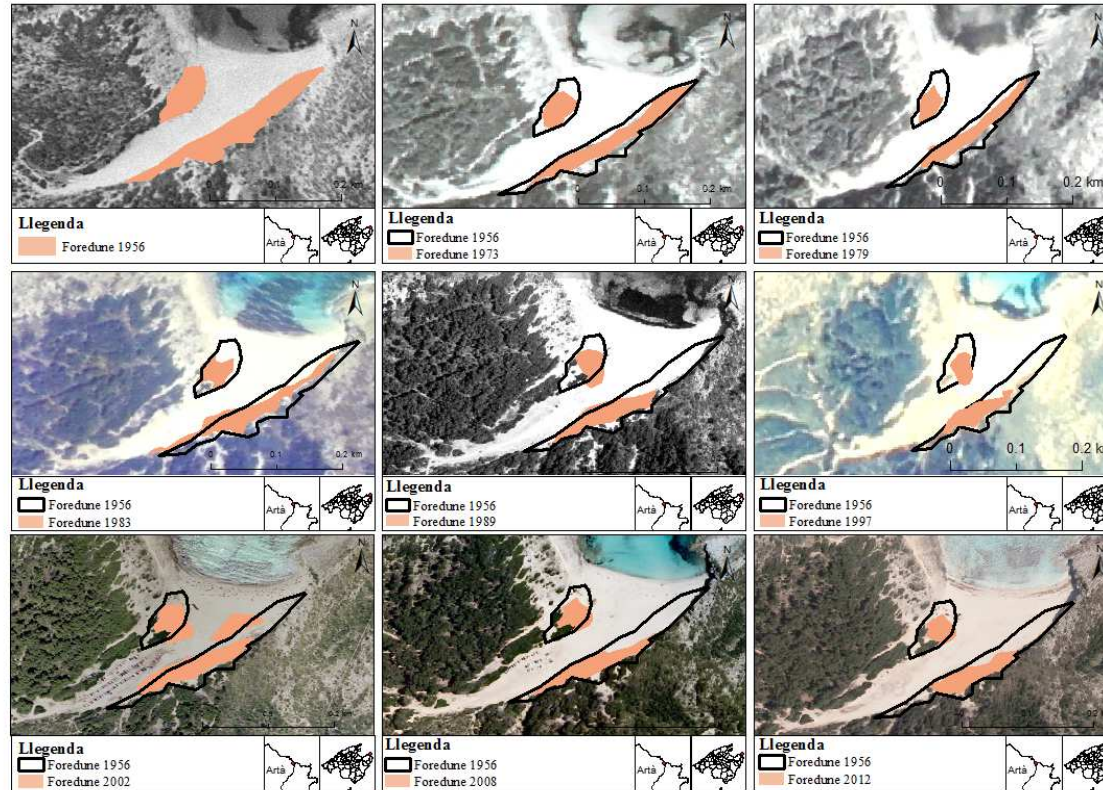 N
0
0.1
0.2 km
Llegenda
Foredune 1956
Artà
N
0
0.1
0.2 km
Llegenda
Foredune 1956
Foredune 1973
Artà
N
0
0.1
0.2 km
Llegenda
Foredune 1956
Foredune 1979
Artà
N
0
0.1
0.2 km
Llegenda
Foredune 1956
Foredune 1983
Artà
N
Llegenda
Foredune 1956
Foredune 1989
Artà
N
0
0.1
0.2 km
Llegenda
Foredune 1956
Foredune 1997
Artà
N
Llegenda
Foredune 1956
Foredune 2002
Artà
N
Llegenda
Foredune 1956
Foredune 2008
Artà
N
Llegenda
Foredune 1956
Foredune 2012
Artà